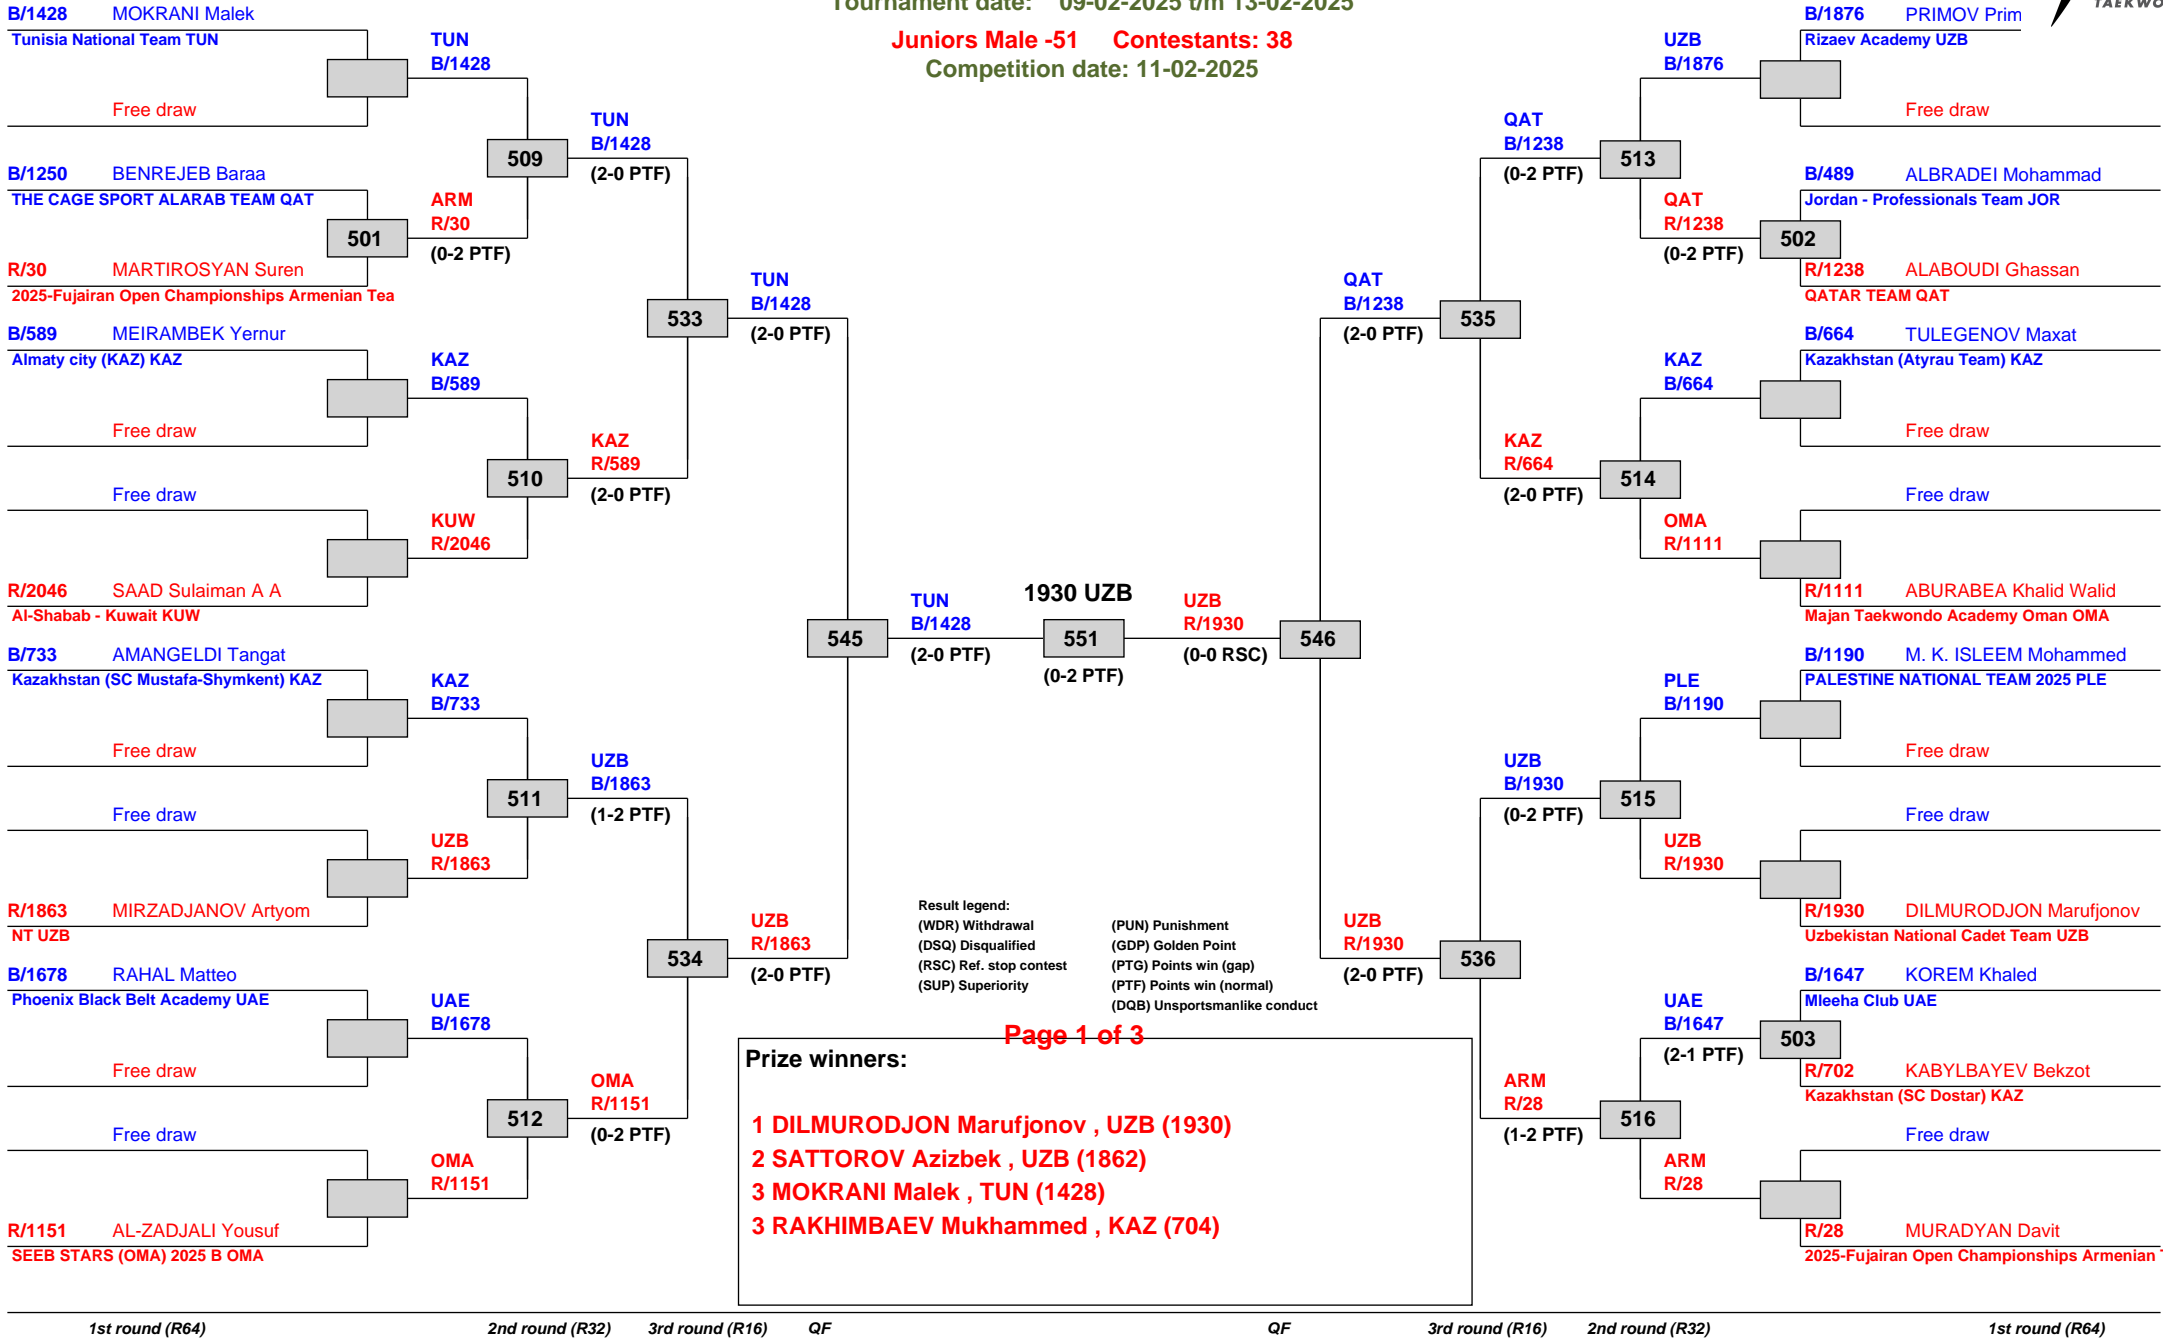 Tournament date: 09-02-2025 t/m 13-02-2025
Juniors Male -51 Contestants: 38
Competition date: 11-02-2025
B/1428 MOKRANI Malek
Tunisia National Team TUN
Free draw
B/1250 BENREJEB Baraa
THE CAGE SPORT ALARAB TEAM QAT
501
R/30 MARTIROSYAN Suren
2025-Fujairan Open Championships Armenian Tea
B/589 MEIRAMBEK Yernur
Almaty city (KAZ) KAZ
Free draw
Free draw
R/2046 SAAD Sulaiman A A
Al-Shabab - Kuwait KUW
B/733 AMANGELDI Tangat
Kazakhstan (SC Mustafa-Shymkent) KAZ
Free draw
Free draw
R/1863 MIRZADJANOV Artyom
NT UZB
B/1678 RAHAL Matteo
Phoenix Black Belt Academy UAE
Free draw
Free draw
R/1151 AL-ZADJALI Yousuf
SEEB STARS (OMA) 2025 B OMA
TUN
B/1428
509
ARM
R/30
(0-2 PTF)
KAZ
B/589
510
KUW
R/2046
KAZ
B/733
511
UZB
R/1863
UAE
B/1678
512
OMA
R/1151
TUN
B/1428
(2-0 PTF)
533
KAZ
R/589
(2-0 PTF)
UZB
B/1863
(1-2 PTF)
534
OMA
R/1151
(0-2 PTF)
TUN
B/1428
(2-0 PTF)
545
UZB
R/1863
(2-0 PTF)
TUN
B/1428
(2-0 PTF)
1930 UZB
551
(0-2 PTF)
UZB
R/1930
(0-0 RSC)
546
QAT
B/1238
(2-0 PTF)
UZB
R/1930
(2-0 PTF)
QAT
B/1238
(0-2 PTF)
535
KAZ
R/664
(2-0 PTF)
UZB
B/1930
(0-2 PTF)
536
ARM
R/28
(1-2 PTF)
UZB
B/1876
513
QAT
R/1238
(0-2 PTF)
KAZ
B/664
514
OMA
R/1111
PLE
B/1190
515
UZB
R/1930
UAE
B/1647
(2-1 PTF)
516
ARM
R/28
B/1876 PRIMOV Prim
Rizaev Academy UZB
Free draw
B/489 ALBRADEI Mohammad
Jordan - Professionals Team JOR
502
R/1238 ALABOUDI Ghassan
QATAR TEAM QAT
B/664 TULEGENOV Maxat
Kazakhstan (Atyrau Team) KAZ
Free draw
Free draw
R/1111 ABURABEA Khalid Walid
Majan Taekwondo Academy Oman OMA
B/1190 M. K. ISLEEM Mohammed
PALESTINE NATIONAL TEAM 2025 PLE
Free draw
Free draw
R/1930 DILMURODJON Marufjonov
Uzbekistan National Cadet Team UZB
B/1647 KOREM Khaled
Mleeha Club UAE
503
R/702 KABYLBAYEV Bekzot
Kazakhstan (SC Dostar) KAZ
Free draw
R/28 MURADYAN Davit
2025-Fujairan Open Championships Armenian
Result legend:
(WDR) Withdrawal (PUN) Punishment
(DSQ) Disqualified (GDP) Golden Point
(RSC) Ref. stop contest (PTG) Points win (gap)
(SUP) Superiority (PTF) Points win (normal)
(DQB) Unsportsmanlike conduct
Page 1 of 3
Prize winners:
1 DILMURODJON Marufjonov , UZB (1930)
2 SATTOROV Azizbek , UZB (1862)
3 MOKRANI Malek , TUN (1428)
3 RAKHIMBAEV Mukhammed , KAZ (704)
1st round (R64) 2nd round (R32) 3rd round (R16) QF QF 3rd round (R16) 2nd round (R32) 1st round (R64)